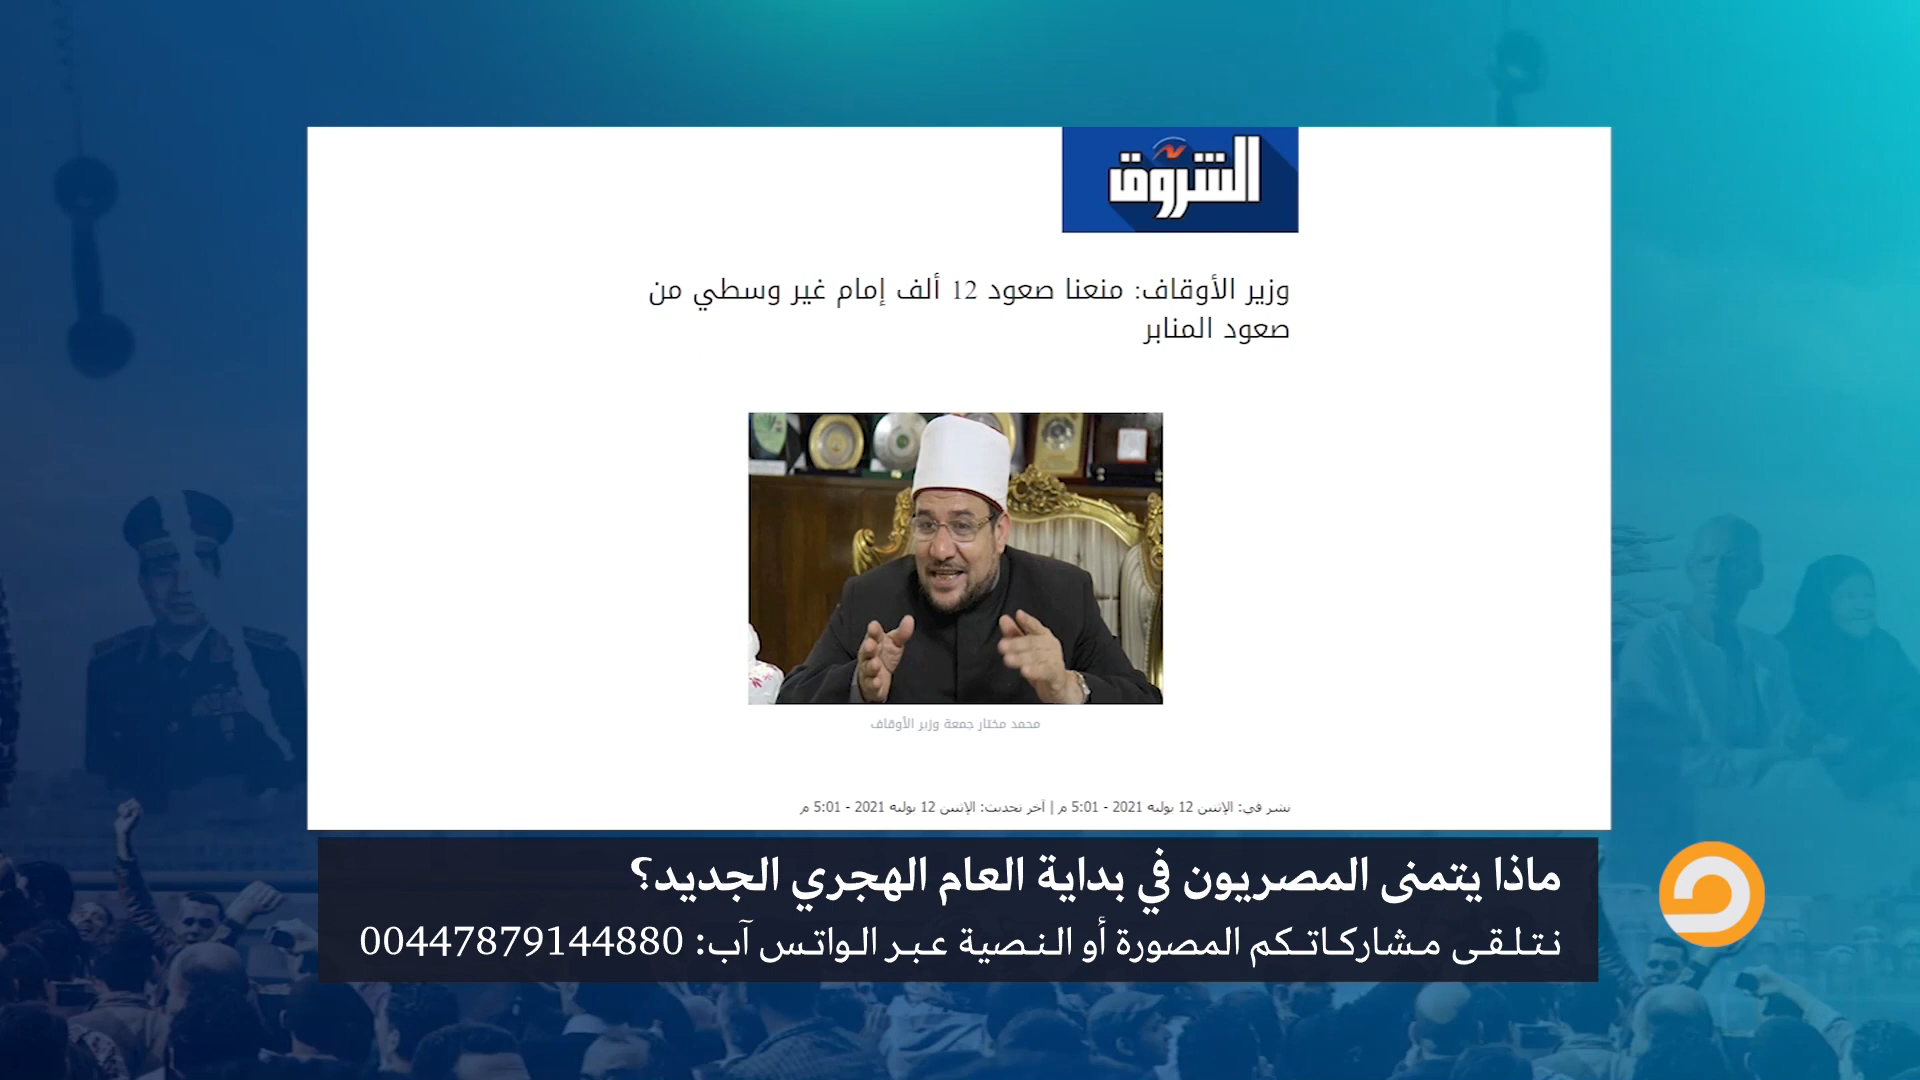 الشروق
وزير الأوقاف: منعنا صعود 12 ألف إمام غير وسطي من
صعود المنابر
محمد مختار جمعة وزير الأوقاف
نشر في: الإثنين 12 يوليه 2021 - 5:01 م | آخر تحديث: الإثنين 12 يوليه 2021 - 5:01 م
ماذا يتمنى المصريون في بداية العام الهجري الجديد؟
نتلقى مشاركاتكم المصورة أو النصية عبر الواتس آب: 00447879144880